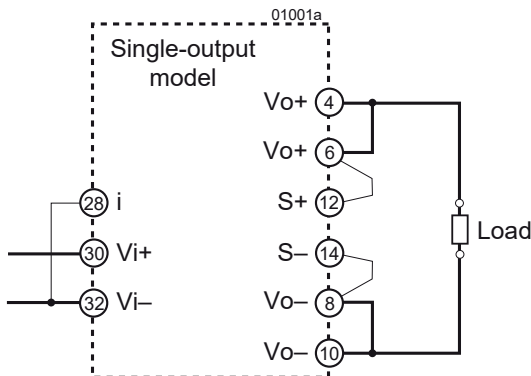 01001a
Single-output
model
Vo+ 4
Vo+ 6
S+ 12
28 i
S– 14
30 Vi+
Load
Vo– 8
32 Vi–
Vo– 10